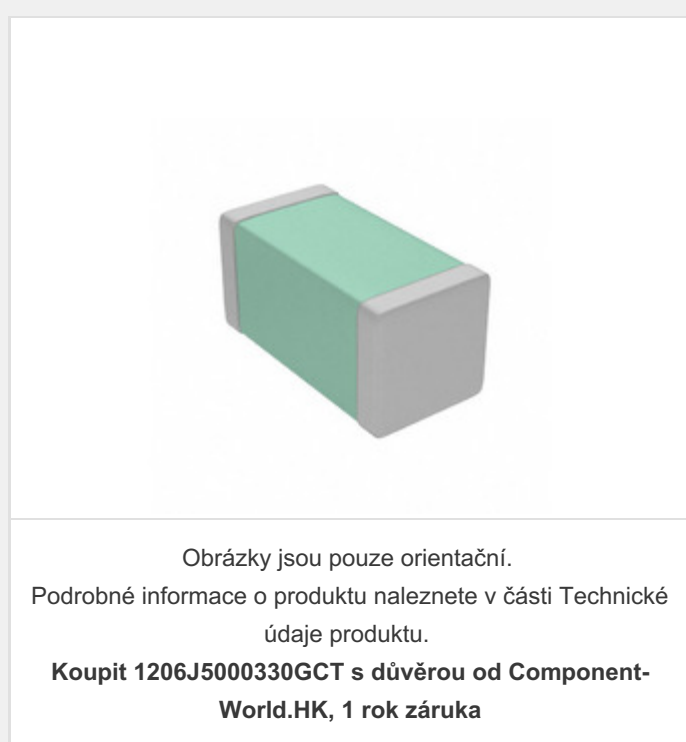 Obrázky jsou pouze orientační.
Podrobné informace o produktu naleznete v části Technické
údaje produktu.
Koupit 1206J5000330GCT s důvěrou od Component-
World.HK, 1 rok záruka